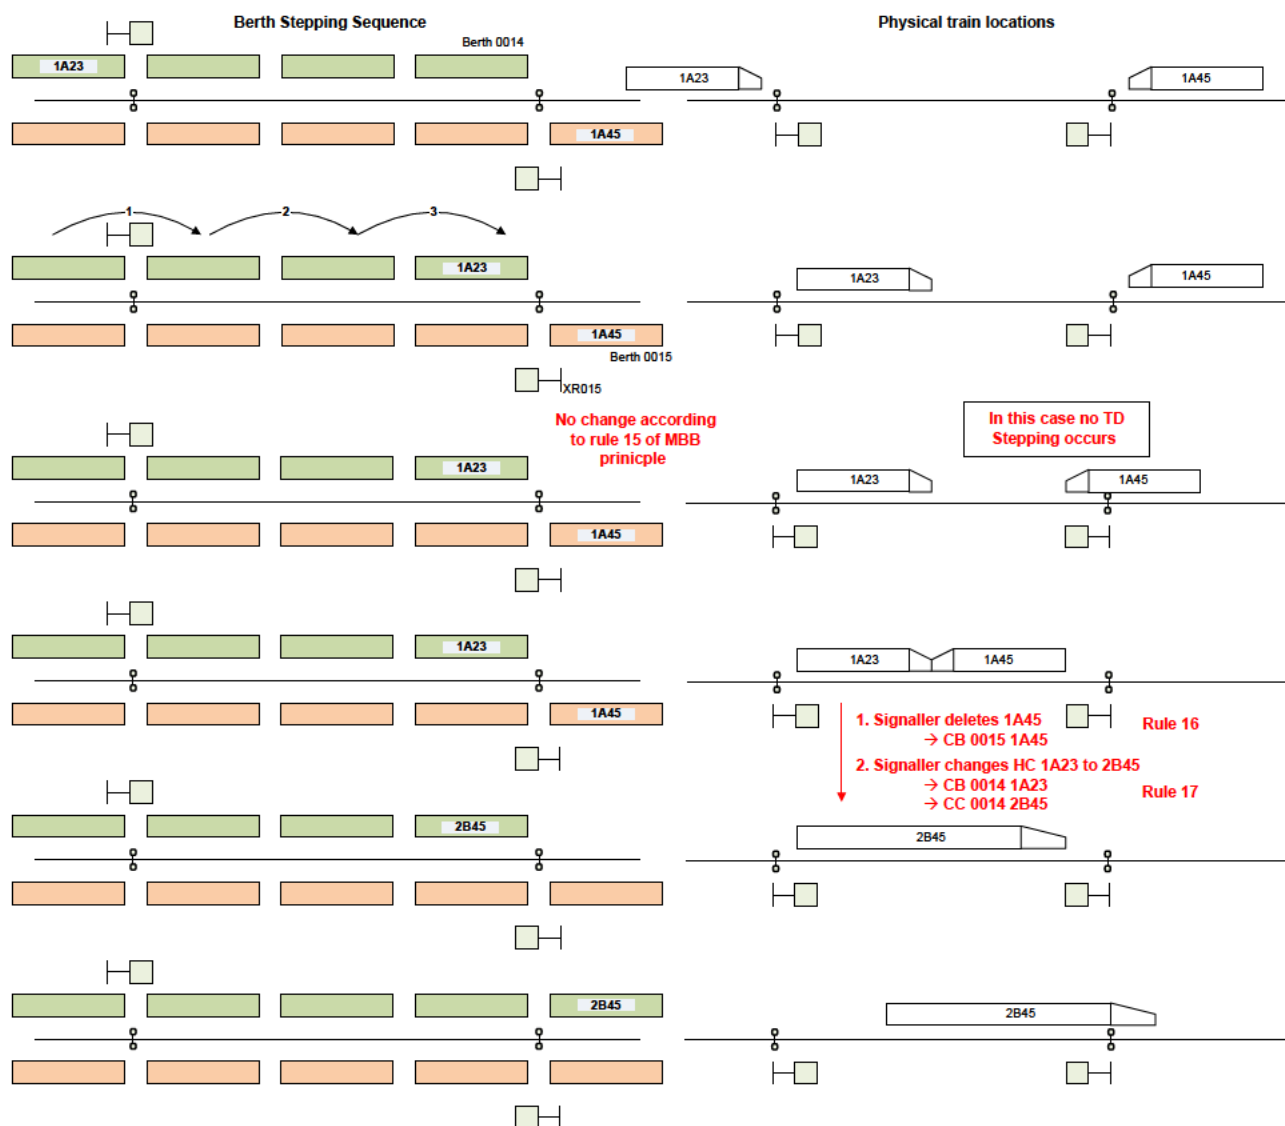 Berth Stepping Sequence
Physical train locations
Berth 0014
1A23
1A23
1A45
1A45
1
2
3
1A23
1A23
1A45
1A45
Berth 0015
XR015
No change according
to rule 15 of MBB
prinicple
In this case no TD
Stepping occurs
1A23
1A23
1A45
1A45
1A23
1A23
1A45
1A45
1. Signaller deletes 1A45
→ CB 0015 1A45
Rule 16
2. Signaller changes HC 1A23 to 2B45
→ CB 0014 1A23
→ CC 0014 2B45
Rule 17
2B45
2B45
2B45
2B45